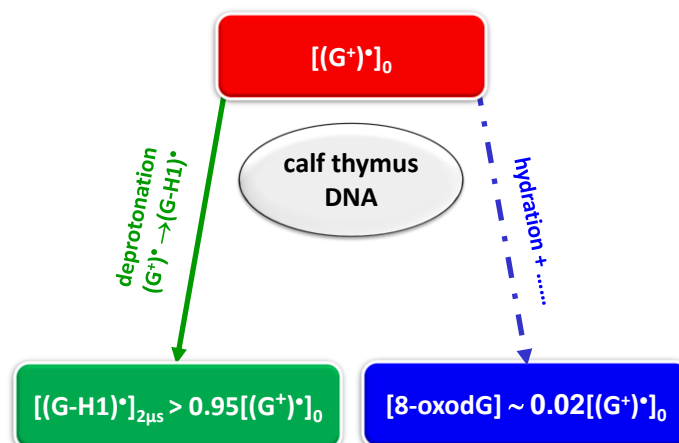 [(G⁺)•]₀
calf thymus
DNA
deprotonation
(G⁺)• →(G-H1)•
hydration + ......
[(G-H1)•]₂μs > 0.95[(G⁺)•]₀
[8-oxodG] ~ 0.02[(G⁺)•]₀